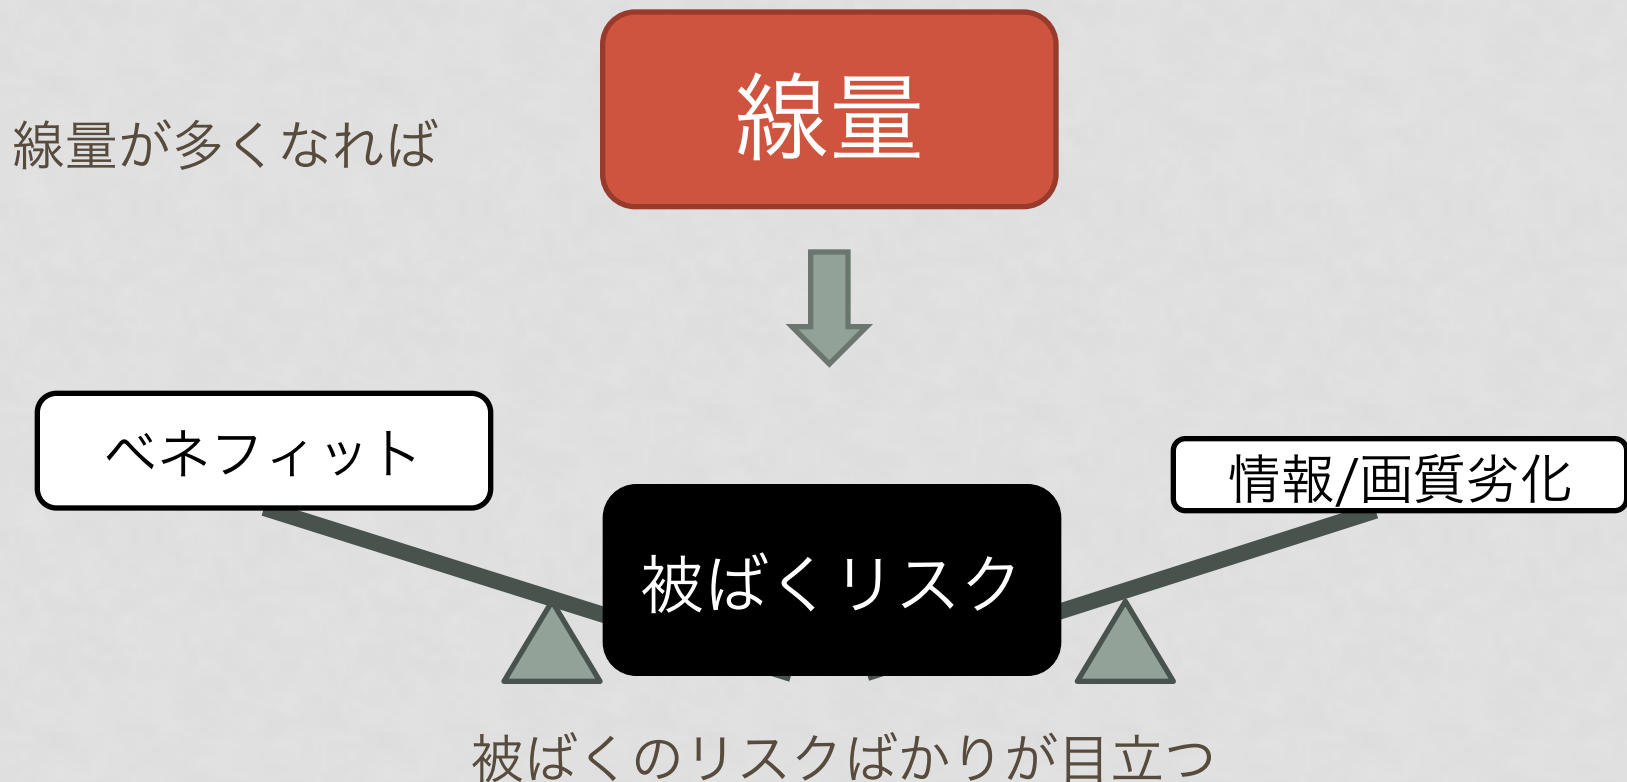 線量
線量が多くなれば
ベネフィット
情報/画質劣化
被ばくリスク
被ばくのリスクばかりが目立つ